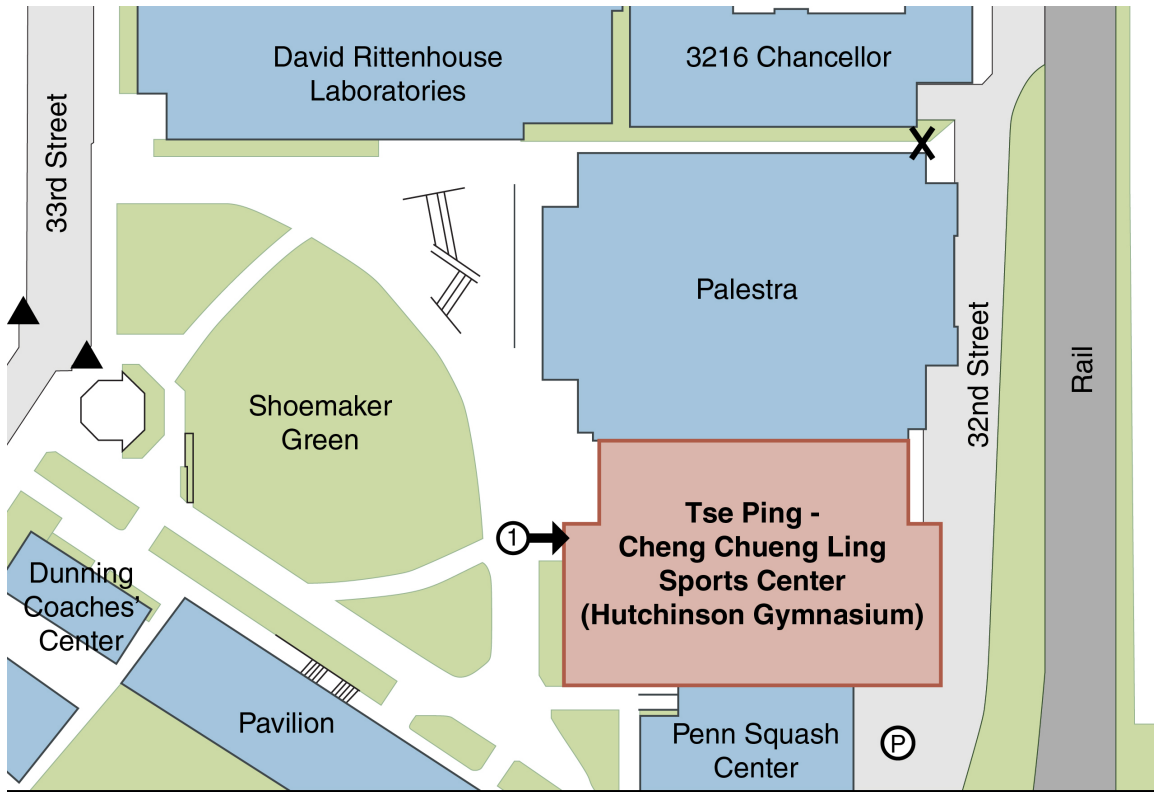 David Rittenhouse
Laboratories
3216 Chancellor
33rd Street
Palestra
32nd Street
Rail
Shoemaker
Green
1
Tse Ping -
Cheng Chueng Ling
Sports Center
(Hutchinson Gymnasium)
Dunning
Coaches'
Center
Pavilion
Penn Squash
Center
P